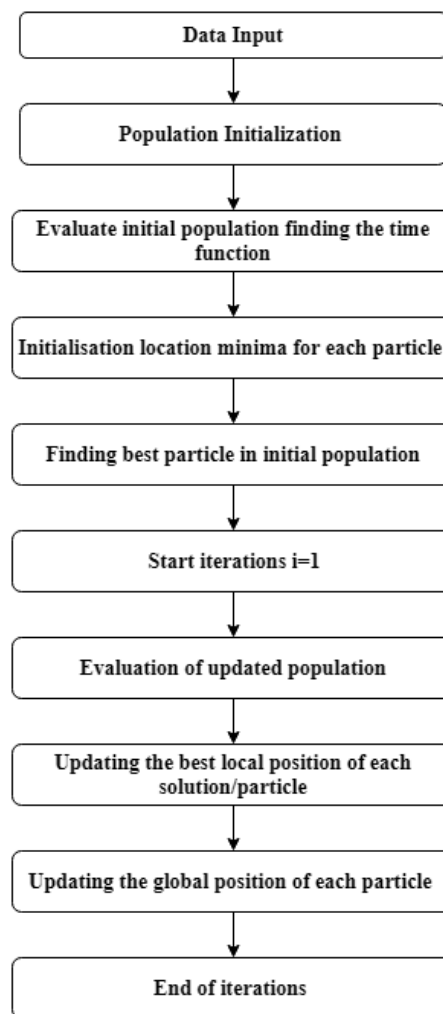 Data Input
Population Initialization
Evaluate initial population finding the time
function
Initialisation location minima for each particle
Finding best particle in initial population
Start iterations i=1
Evaluation of updated population
Updating the best local position of each
solution/particle
Updating the global position of each particle
End of iterations